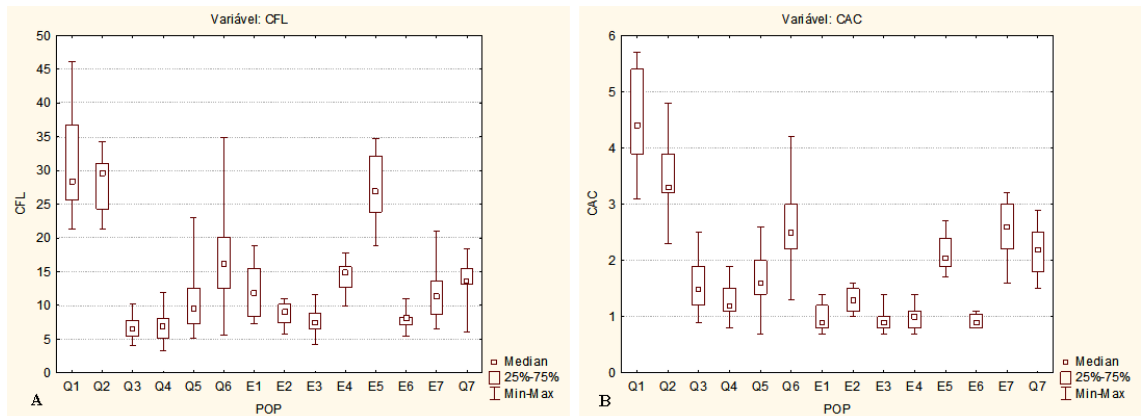 Variável: CFL
50
45
40
35
30
25
20
15
10
5
0
CFL
Q1 Q2 Q3 Q4 Q5 Q6 E1 E2 E3 E4 E5 E6 E7 Q7
POP
A
Median
25%-75%
Min-Max
Variável: CAC
6
5
4
3
2
1
0
CAC
Q1 Q2 Q3 Q4 Q5 Q6 E1 E2 E3 E4 E5 E6 E7 Q7
POP
B
Median
25%-75%
Min-Max